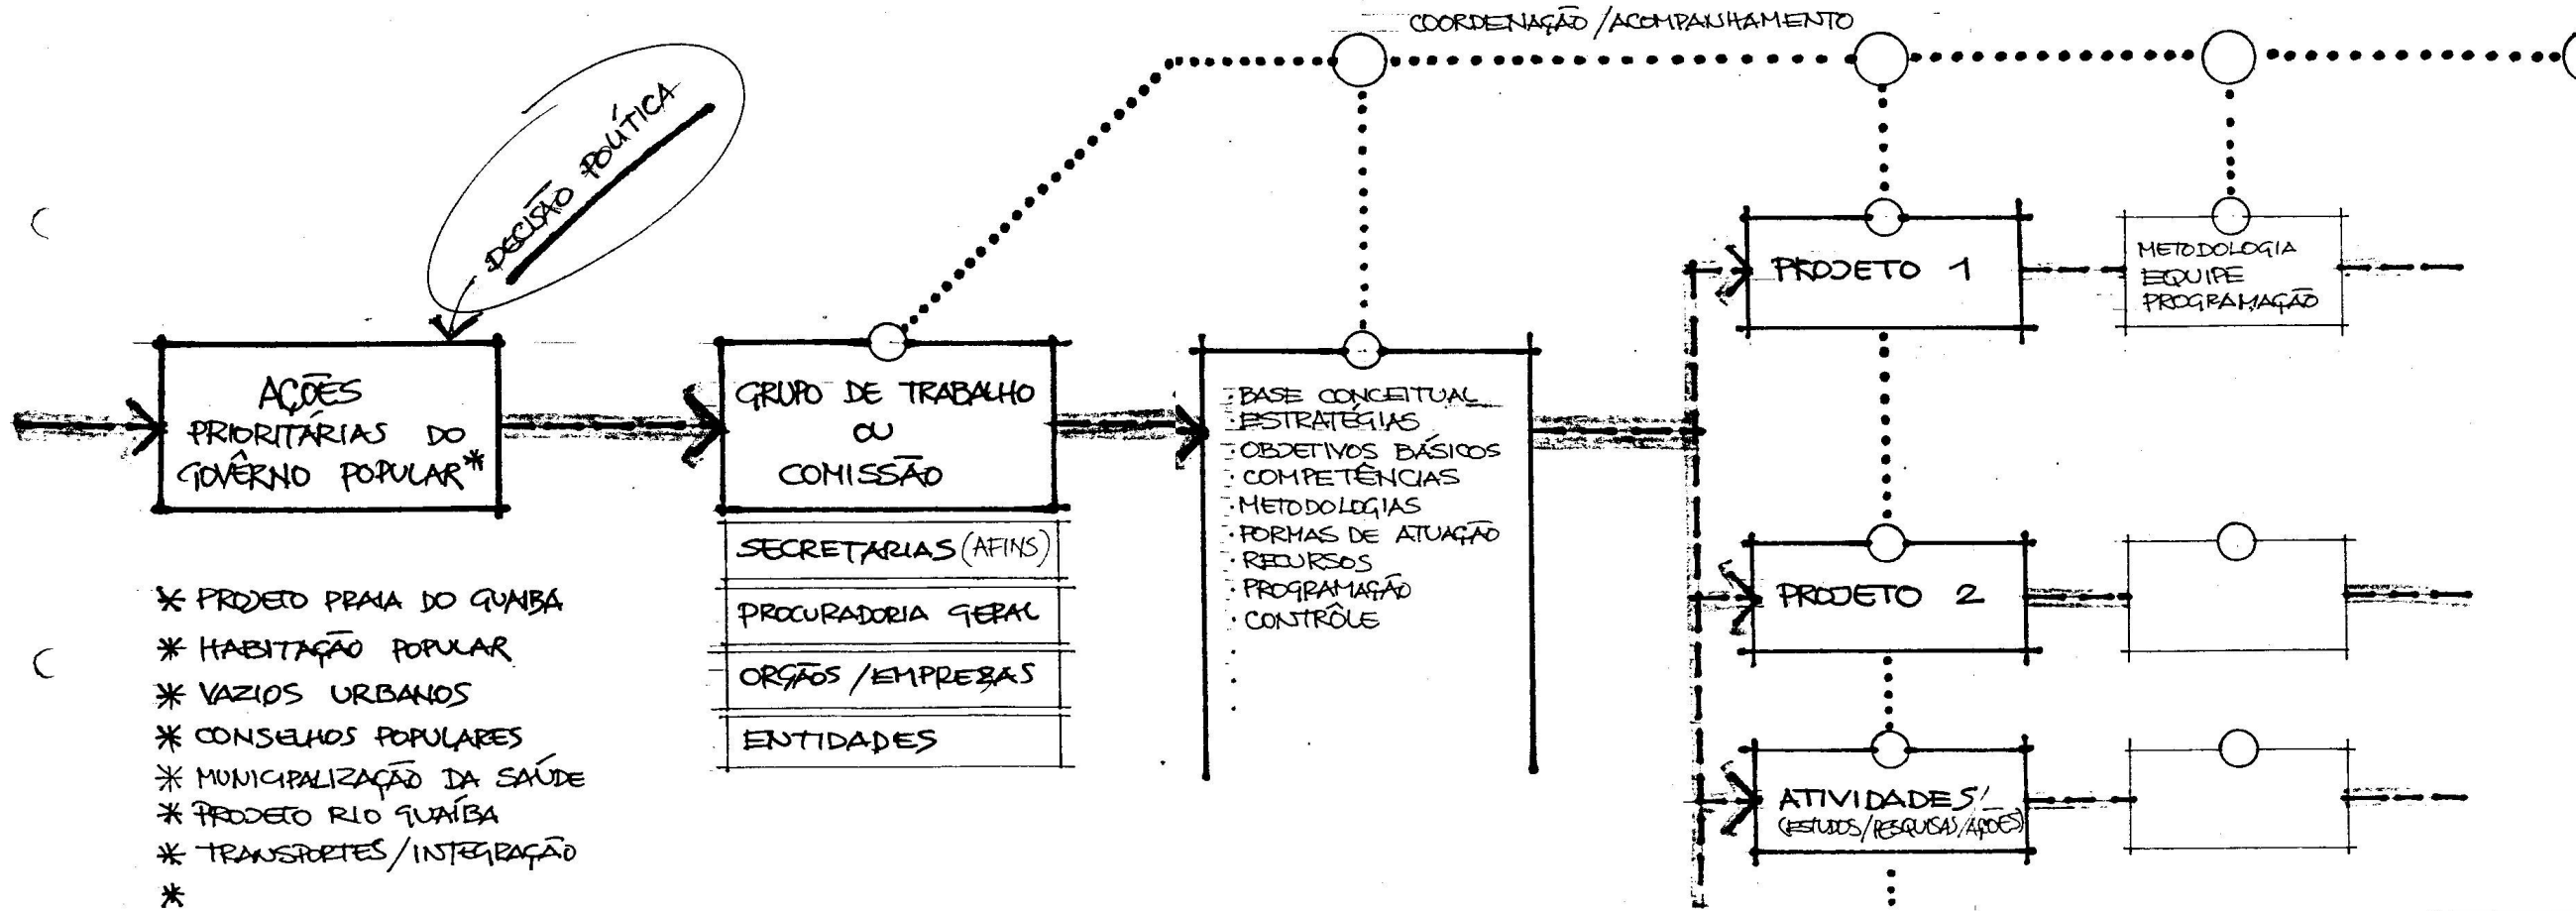 COORDENAÇÃO/ACOMPANHAMENTO
DECISÃO POLÍTICA
AÇÕES
PRIORITÁRIAS DO
GOVÊRNO POPULAR*
* PROJETO PRAIA DO GUAIBA
* HABITAÇÃO POPULAR
* VAZIOS URBANOS
* CONSELHOS POPULARES
* MUNICIPALIZAÇÃO DA SAÚDE
* PROJETO RIO GUAÍBA
* TRANSPORTES/INTEGRAÇÃO
*
GRUPO DE TRABALHO
OU
COMISSÃO
SECRETARIAS (AFINS)
PROCURADORIA GERAL
ORGÃOS/EMPRESAS
ENTIDADES
· BASE CONCEITUAL
· ESTRATÉGIAS
· OBJETIVOS BÁSICOS
· COMPETÊNCIAS
· METODOLOGIAS
· FORMAS DE ATUAÇÃO
· RECURSOS
· PROGRAMAÇÃO
· CONTRÔLE
·
·
·
PROJETO 1
METODOLOGIA
EQUIPE
PROGRAMAÇÃO
PROJETO 2
ATIVIDADES
(ESTUDOS/PESQUISAS/AÇÕES)